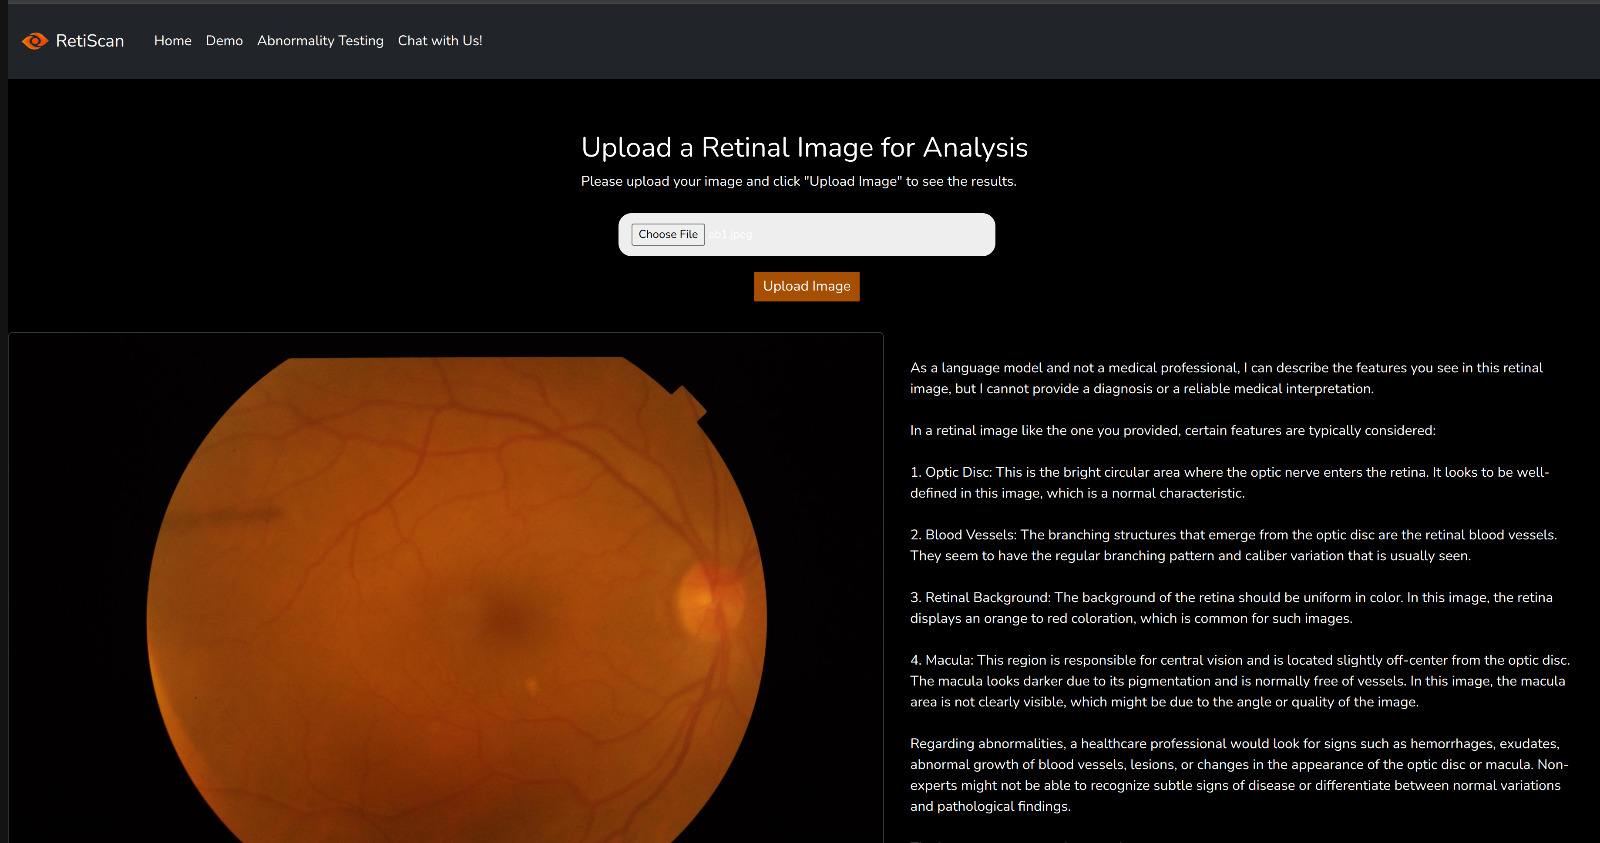 RetiScan Home Demo Abnormality Testing Chat with Us!
Upload a Retinal Image for Analysis
Please upload your image and click "Upload Image" to see the results.
Choose File ab1.jpeg
Upload Image
As a language model and not a medical professional, I can describe the features you see in this retinal
image, but I cannot provide a diagnosis or a reliable medical interpretation.
In a retinal image like the one you provided, certain features are typically considered:
1. Optic Disc: This is the bright circular area where the optic nerve enters the retina. It looks to be well-
defined in this image, which is a normal characteristic.
2. Blood Vessels: The branching structures that emerge from the optic disc are the retinal blood vessels.
They seem to have the regular branching pattern and caliber variation that is usually seen.
3. Retinal Background: The background of the retina should be uniform in color. In this image, the retina
displays an orange to red coloration, which is common for such images.
4. Macula: This region is responsible for central vision and is located slightly off-center from the optic disc.
The macula looks darker due to its pigmentation and is normally free of vessels. In this image, the macula
area is not clearly visible, which might be due to the angle or quality of the image.
Regarding abnormalities, a healthcare professional would look for signs such as hemorrhages, exudates,
abnormal growth of blood vessels, lesions, or changes in the appearance of the optic disc or macula. Non-
experts might not be able to recognize subtle signs of disease or differentiate between normal variations
and pathological findings.